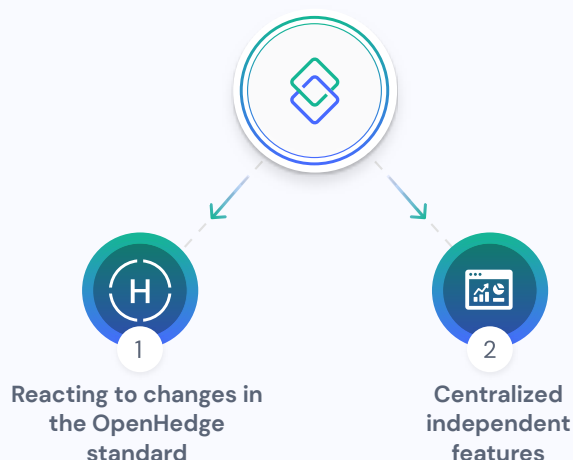 H
1
2
Reacting to changes in
the OpenHedge
standard
Centralized
independent
features